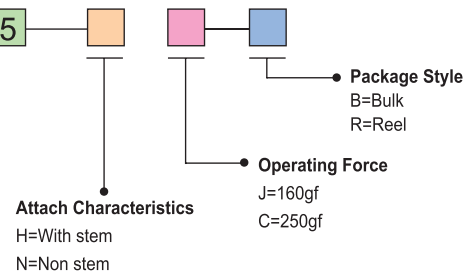 5
Package Style
B=Bulk
R=Reel
Operating Force
J=160gf
C=250gf
Attach Characteristics
H=With stem
N=Non stem